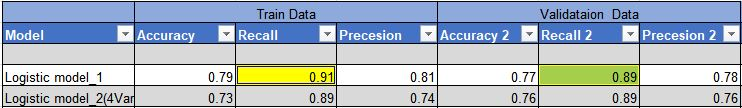 Train Data Validataion Data
Model Accuracy Recall Precesion Accuracy 2 Recall 2 Precesion 2
Logistic model_1 0.79 0.91 0.81 0.77 0.89 0.78
Logistic model_2(4Var 0.73 0.89 0.74 0.76 0.89 0.76